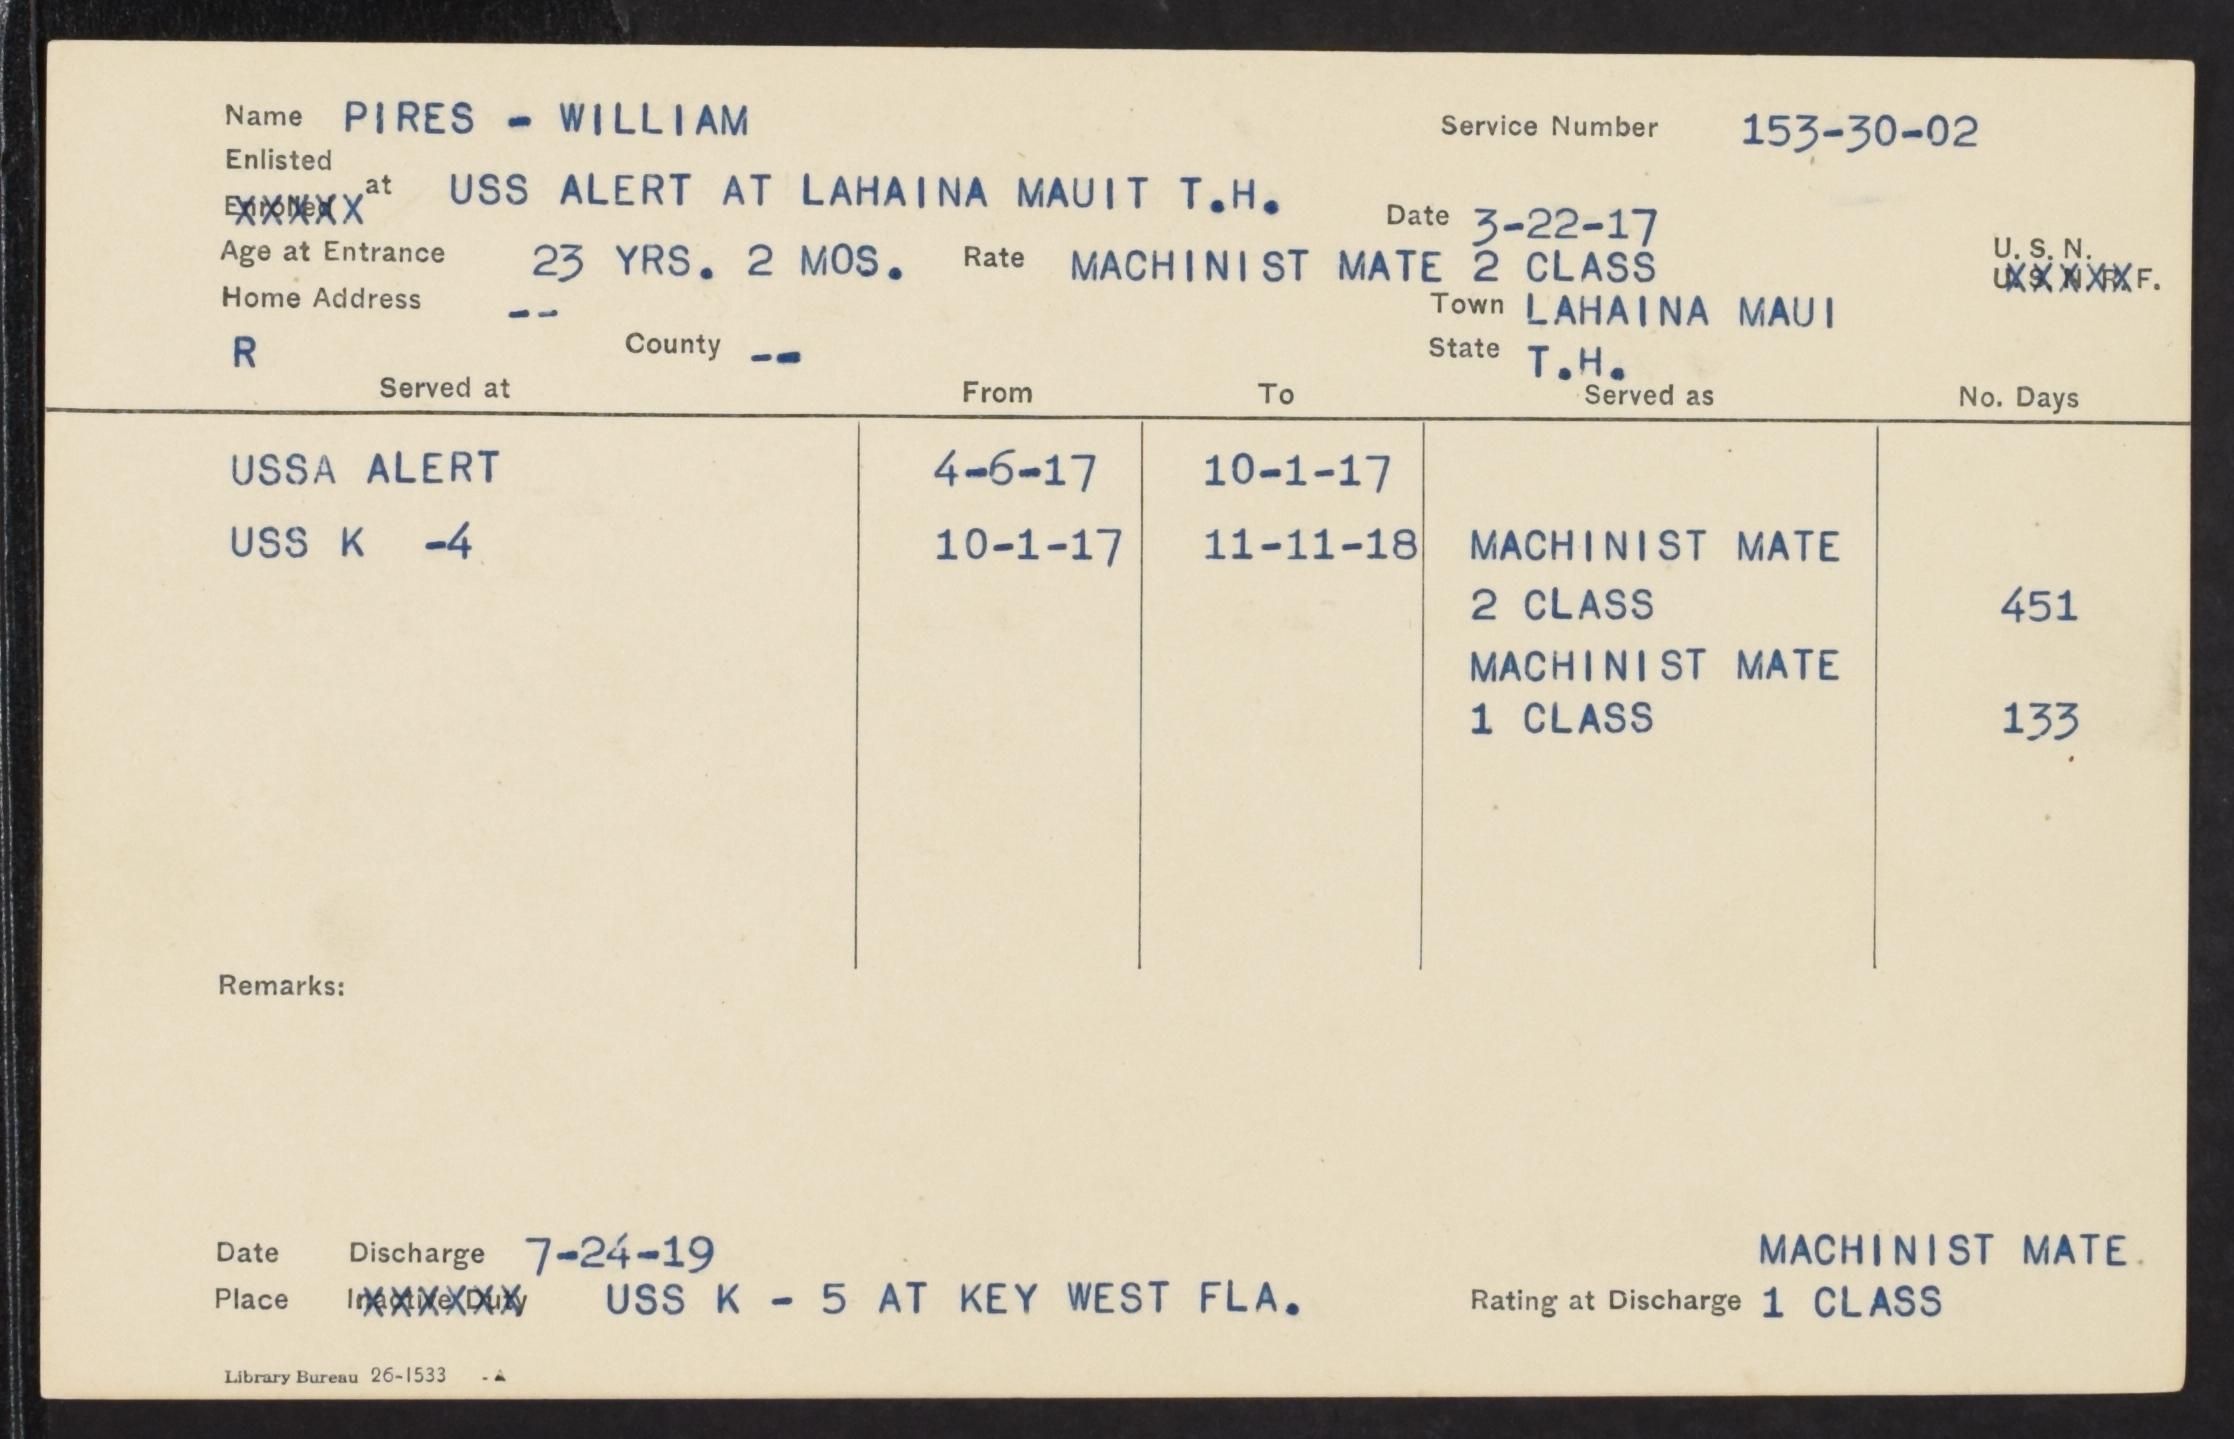 Name PIRES - WILLIAM Service Number 153-30-02
Enlisted
Enrolled at USS ALERT AT LAHAINA MAUIT T.H. Date 3-22-17
Age at Entrance 23 YRS. 2 MOS. Rate MACHINIST MATE 2 CLASS U. S. N.
U. S. N. R. F.
Home Address -- Town LAHAINA MAUI
R County -- State T.H.
Served at From To Served as No. Days
USSA ALERT 4-6-17 10-1-17
USS K -4 10-1-17 11-11-18 MACHINIST MATE
2 CLASS 451
MACHINIST MATE
1 CLASS 133
Remarks:
Date Discharge 7-24-19 MACHINIST MATE
Place Inactive Duty USS K - 5 AT KEY WEST FLA. Rating at Discharge 1 CLASS
Library Bureau 26-1533